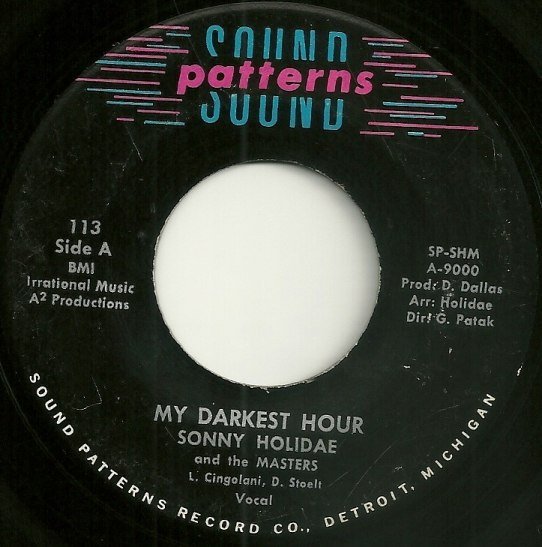 SOUND
patterns
SOUND
113
Side A
BMI
Irrational Music
A² Productions
SP-SHM
A-9000
Prod: D. Dallas
Arr: Holidae
Dir: G. Patak
MY DARKEST HOUR
SONNY HOLIDAE
and the MASTERS
L. Cingolani, D. Stoelt
Vocal
SOUND PATTERNS RECORD CO., DETROIT, MICHIGAN